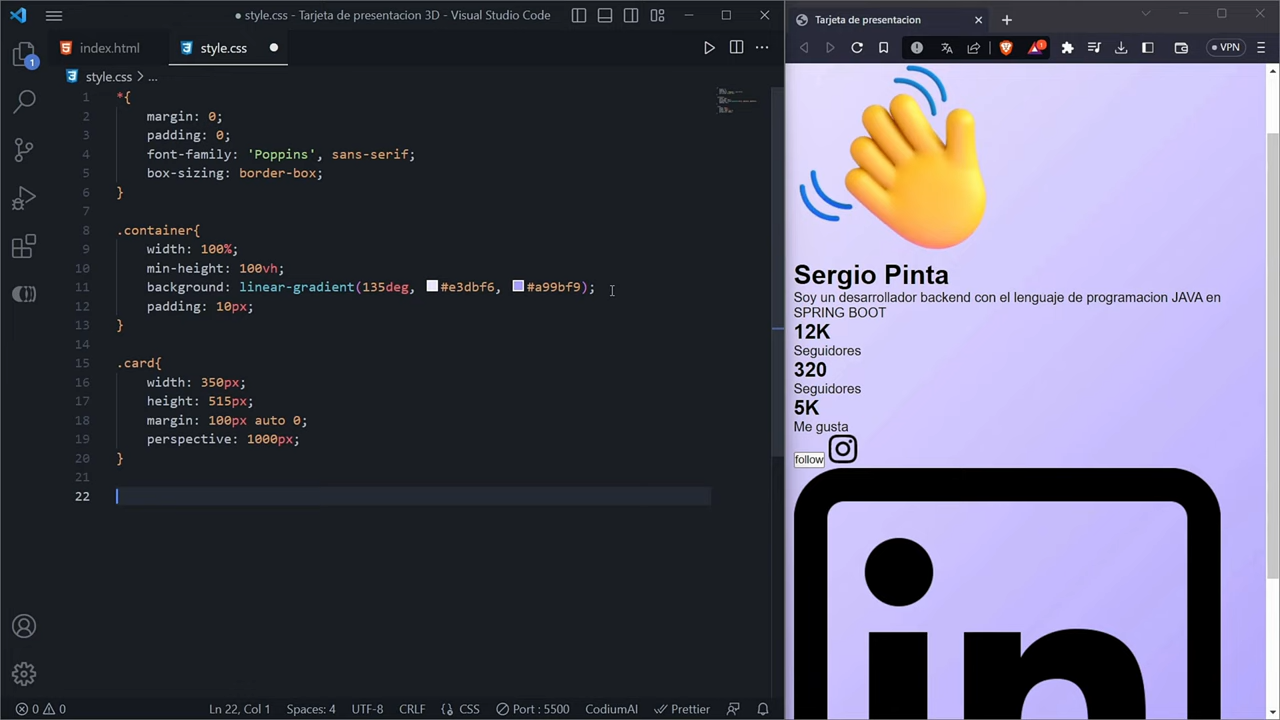 style.css - Tarjeta de presentacion 3D - Visual Studio Code
index.html
style.css
style.css > ...
1 *{
2 margin: 0;
3 padding: 0;
4 font-family: 'Poppins', sans-serif;
5 box-sizing: border-box;
6 }
7
8 .container{
9 width: 100%;
10 min-height: 100vh;
11 background: linear-gradient(135deg, #e3dbf6, #a99bf9);
12 padding: 10px;
13 }
14
15 .card{
16 width: 350px;
17 height: 515px;
18 margin: 100px auto 0;
19 perspective: 1000px;
20 }
21
22
1
0 0
Ln 22, Col 1
Spaces: 4
UTF-8
CRLF
{} CSS
Port : 5500
CodiumAI
Prettier
Tarjeta de presentacion
1
VPN
Sergio Pinta
Soy un desarrollador backend con el lenguaje de programacion JAVA en
SPRING BOOT
12K
Seguidores
320
Seguidores
5K
Me gusta
follow
in